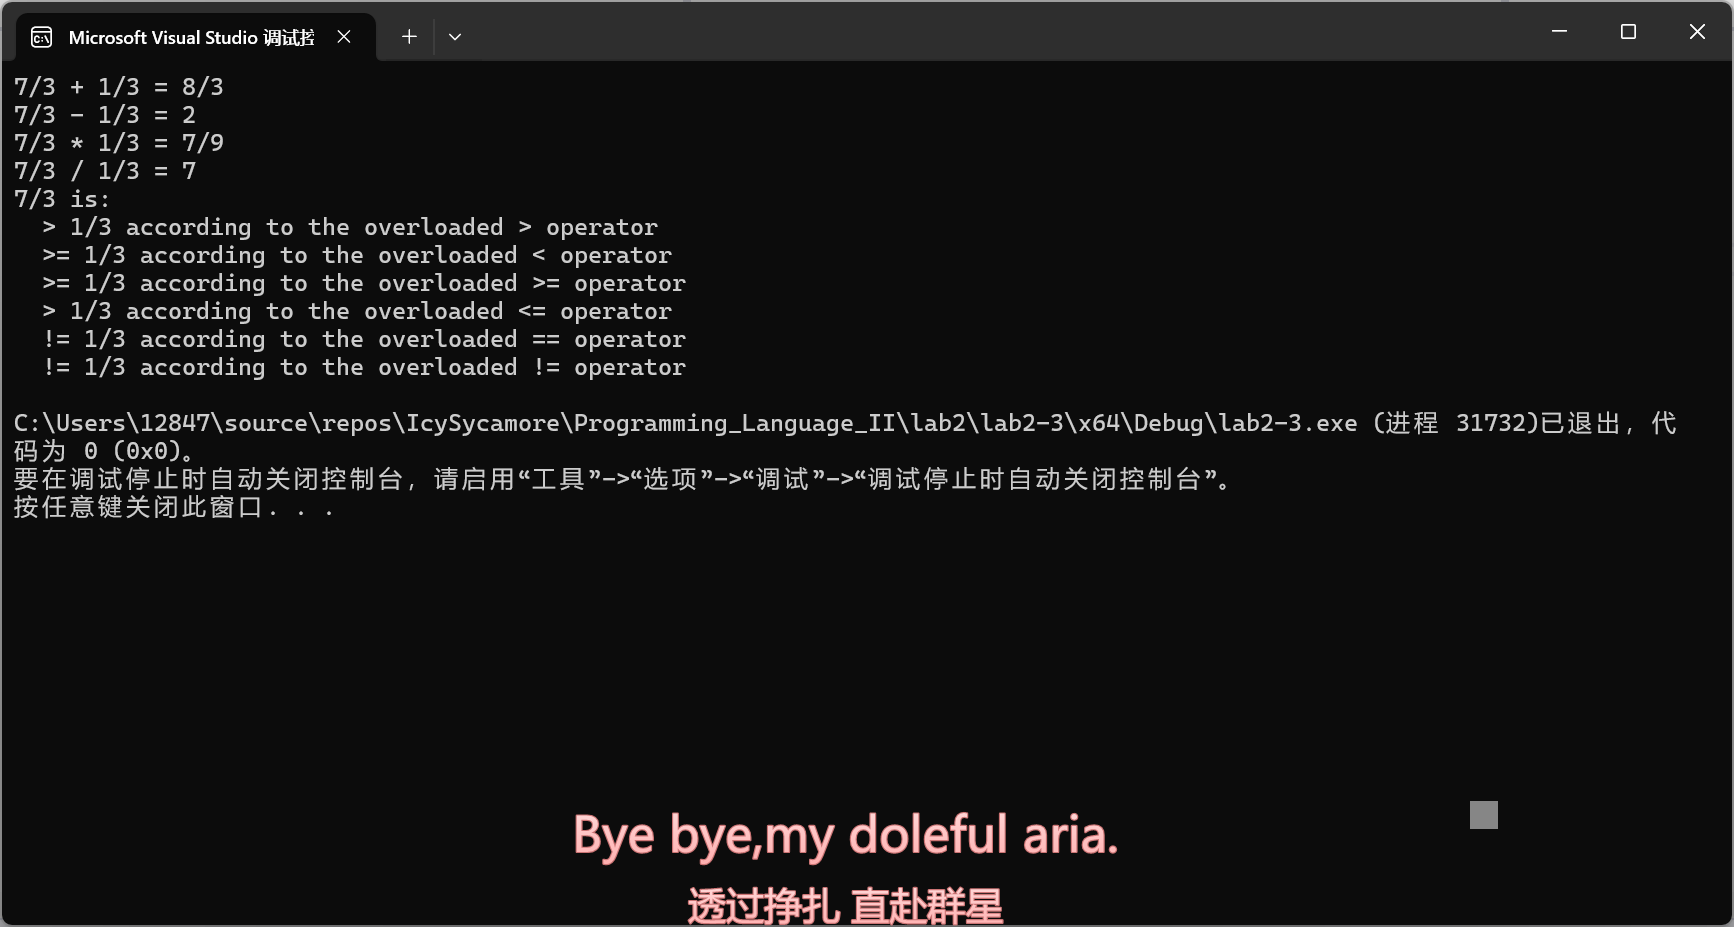 Microsoft Visual Studio 调试控
7/3 + 1/3 = 8/3
7/3 - 1/3 = 2
7/3 * 1/3 = 7/9
7/3 / 1/3 = 7
7/3 is:
  > 1/3 according to the overloaded > operator
  >= 1/3 according to the overloaded < operator
  >= 1/3 according to the overloaded >= operator
  > 1/3 according to the overloaded <= operator
  != 1/3 according to the overloaded == operator
  != 1/3 according to the overloaded != operator
C:\Users\12847\source\repos\IcySycamore\Programming_Language_II\lab2\lab2-3\x64\Debug\lab2-3.exe (进程 31732)已退出，代
码为 0 (0x0)。
要在调试停止时自动关闭控制台，请启用“工具”->“选项”->“调试”->“调试停止时自动关闭控制台”。
按任意键关闭此窗口. . .
Bye bye,my doleful aria.
透过挣扎 直赴群星